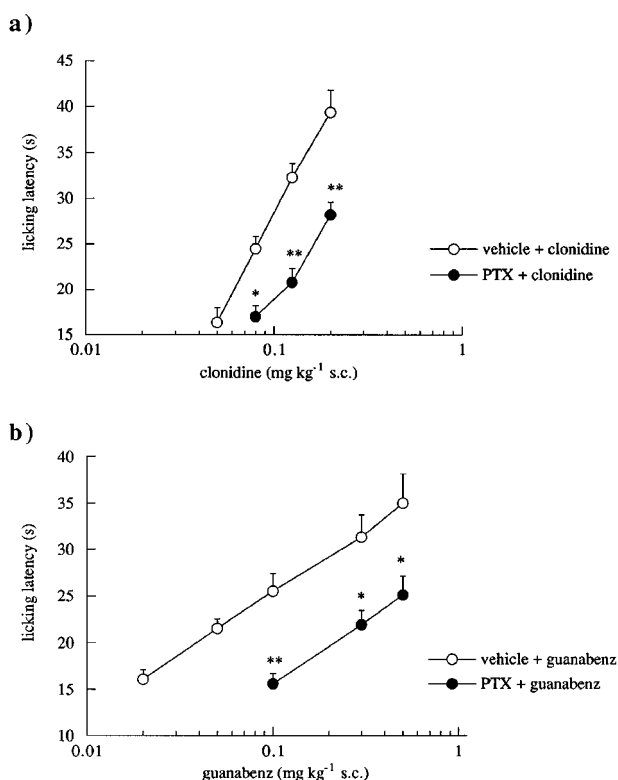 a)
45
40
35
30
25
20
15
licking latency (s)
**
**
*
vehicle + clonidine
PTX + clonidine
0.01 0.1 1
clonidine (mg kg⁻¹ s.c.)
b)
40
35
30
25
20
15
10
licking latency (s)
*
*
**
vehicle + guanabenz
PTX + guanabenz
0.01 0.1 1
guanabenz (mg kg⁻¹ s.c.)